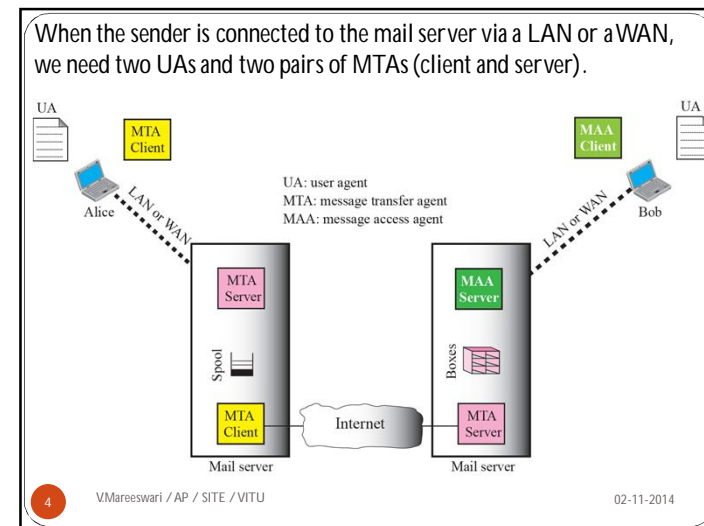 When the sender is connected to the mail server via a LAN or a WAN,
we need two UAs and two pairs of MTAs (client and server).
UA
MTA
Client
Alice
LAN or WAN
UA: user agent
MTA: message transfer agent
MAA: message access agent
MAA
Client
UA
Bob
LAN or WAN
MTA
Server
Spool
MTA
Client
Mail server
Internet
MAA
Server
Boxes
MTA
Server
Mail server
4
V.Mareeswari / AP / SITE / VITU
02-11-2014